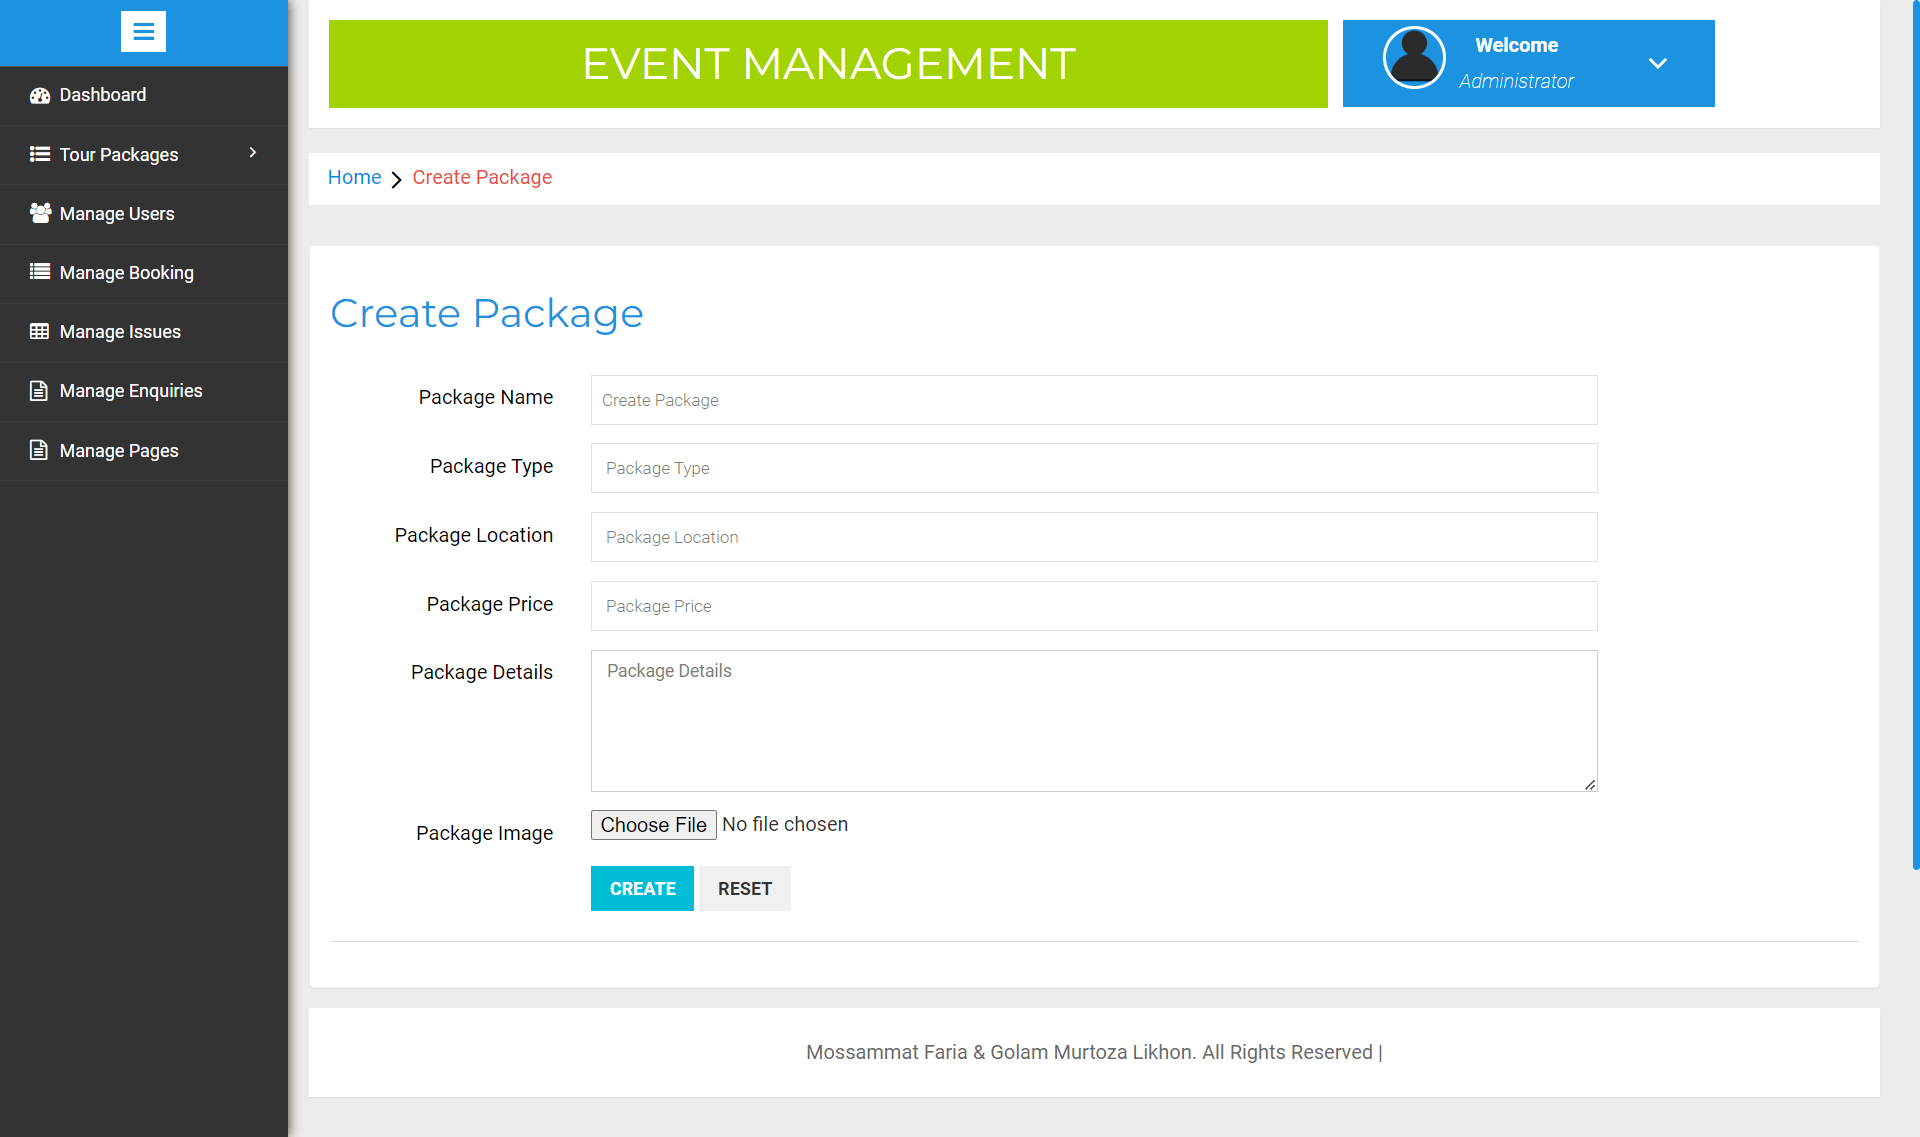 Dashboard
Tour Packages
Manage Users
Manage Booking
Manage Issues
Manage Enquiries
Manage Pages
EVENT MANAGEMENT
Welcome
Administrator
Home
Create Package
Create Package
Package Name
Create Package
Package Type
Package Type
Package Location
Package Location
Package Price
Package Price
Package Details
Package Details
Package Image
Choose File No file chosen
CREATE
RESET
Mossammat Faria & Golam Murtoza Likhon. All Rights Reserved |